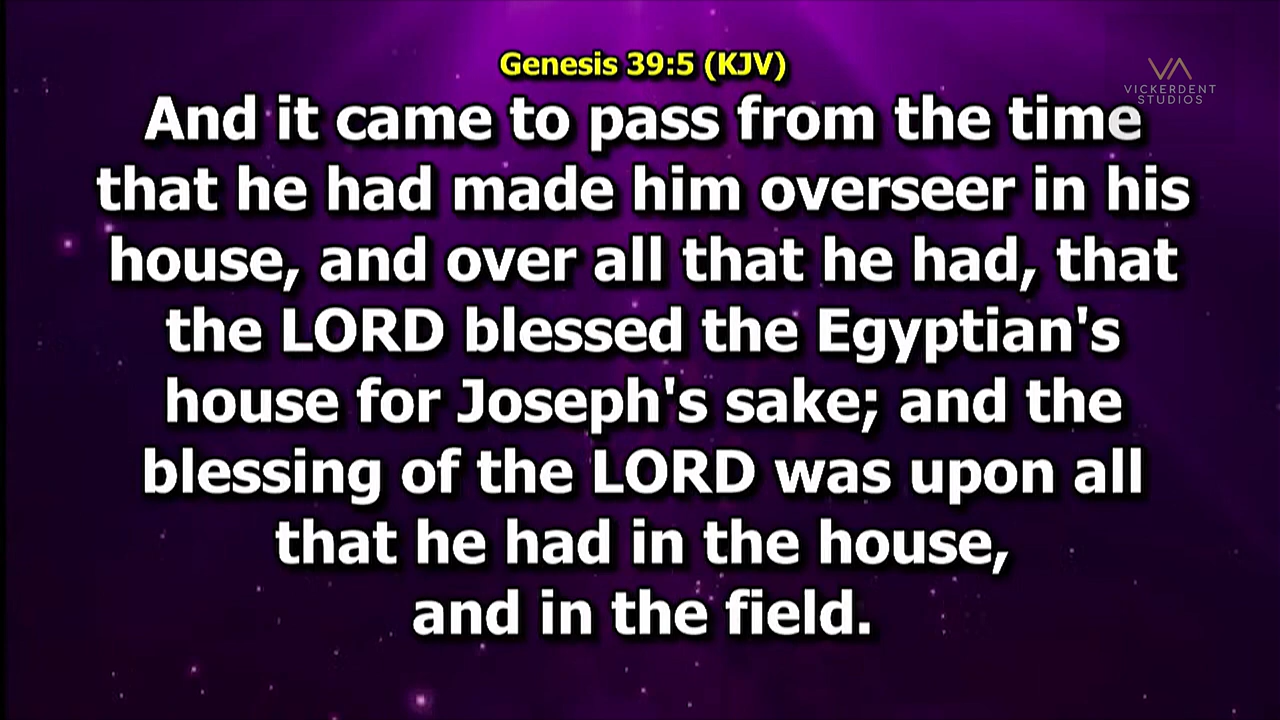 Genesis 39:5 (KJV)
VICKERDENT
STUDIOS
And it came to pass from the time
that he had made him overseer in his
house, and over all that he had, that
the LORD blessed the Egyptian's
house for Joseph's sake; and the
blessing of the LORD was upon all
that he had in the house,
and in the field.